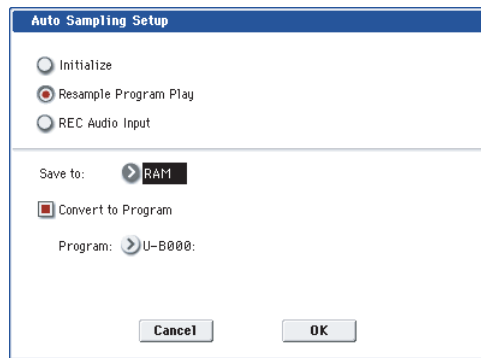 Auto Sampling Setup
Initialize
Resample Program Play
REC Audio Input
Save to: RAM
Convert to Program
Program: U-B000:
Cancel OK